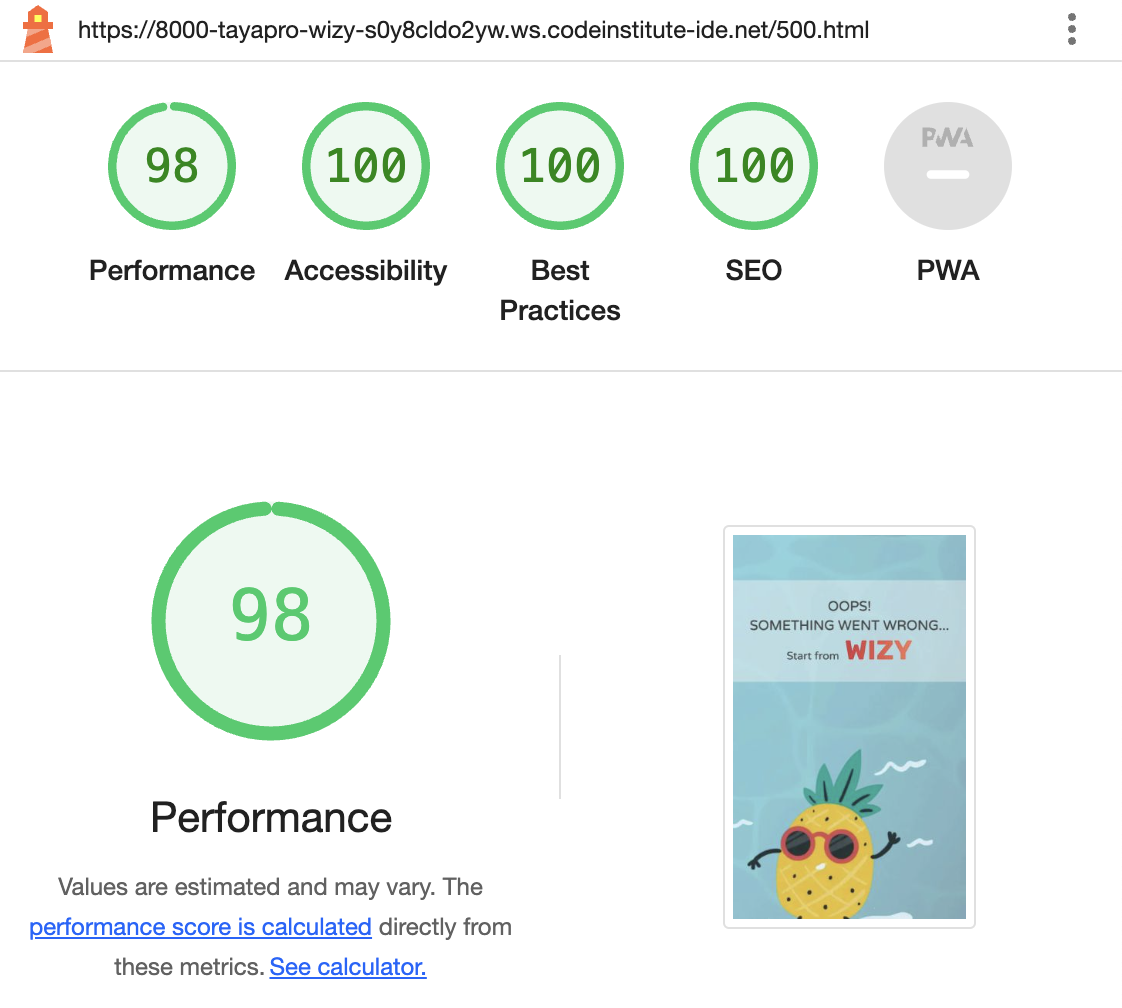 https://8000-tayapro-wizy-s0y8cldo2yw.ws.codeinstitute-ide.net/500.html
98
100
100
100
PWA
Performance
Accessibility
Best
Practices
SEO
PWA
98
Performance
Values are estimated and may vary. The
performance score is calculated directly from
these metrics. See calculator.
OOPS!
SOMETHING WENT WRONG...
Start from WIZY